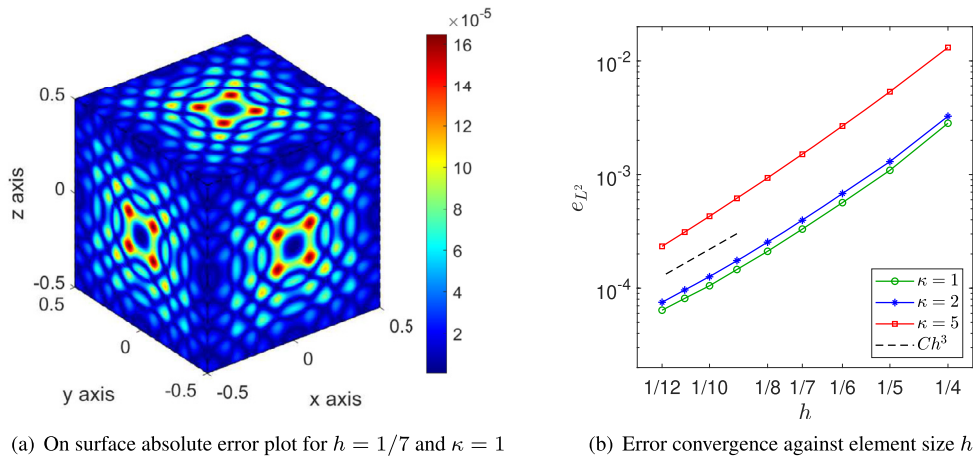 ×10⁻⁵
16
14
12
10
8
6
4
2
0.5
0
-0.5
z axis
0.5
0
-0.5
y axis
-0.5
0
0.5
x axis
10⁻²
10⁻³
10⁻⁴
e_{L²}
κ = 1
κ = 2
κ = 5
Ch³
1/12 1/10 1/8 1/7 1/6 1/5 1/4
h
(a) On surface absolute error plot for h = 1/7 and κ = 1
(b) Error convergence against element size h